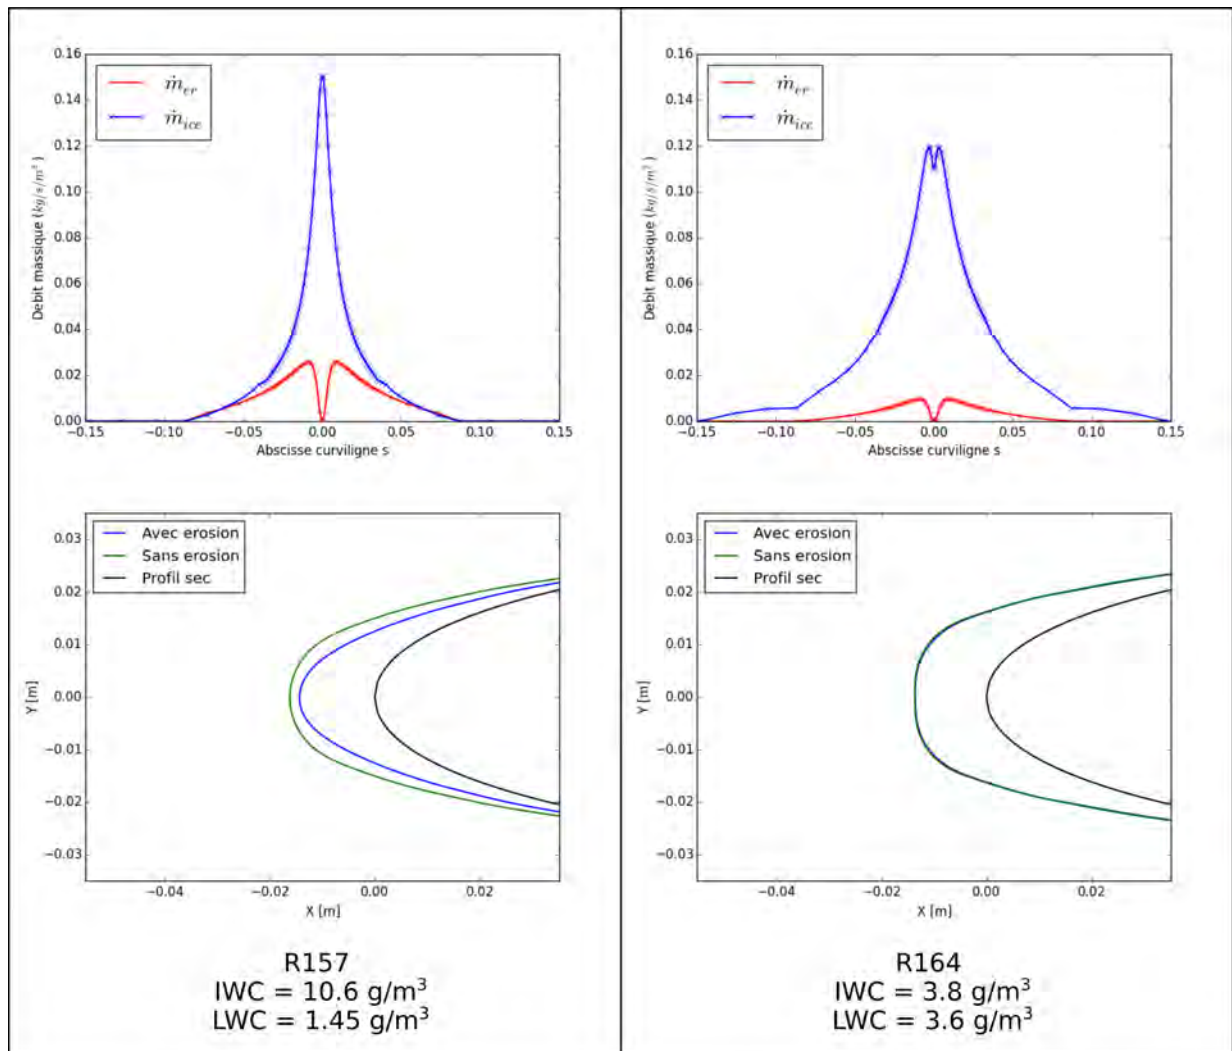 0.16
0.14
0.12
0.10
0.08
0.06
0.04
0.02
0.00
Debit massique (kg/s/m²)
ṁ_er
ṁ_ice
−0.15 −0.10 −0.05 0.00 0.05 0.10 0.15
Abscisse curviligne s
0.16
0.14
0.12
0.10
0.08
0.06
0.04
0.02
0.00
Debit massique (kg/s/m²)
ṁ_er
ṁ_ice
−0.15 −0.10 −0.05 0.00 0.05 0.10 0.15
Abscisse curviligne s
0.03
0.02
0.01
0.00
−0.01
−0.02
−0.03
Y [m]
Avec erosion
Sans erosion
Profil sec
−0.04 −0.02 0.00 0.02
X [m]
0.03
0.02
0.01
0.00
−0.01
−0.02
−0.03
Y [m]
Avec erosion
Sans erosion
Profil sec
−0.04 −0.02 0.00 0.02
X [m]
R157
IWC = 10.6 g/m³
LWC = 1.45 g/m³
R164
IWC = 3.8 g/m³
LWC = 3.6 g/m³